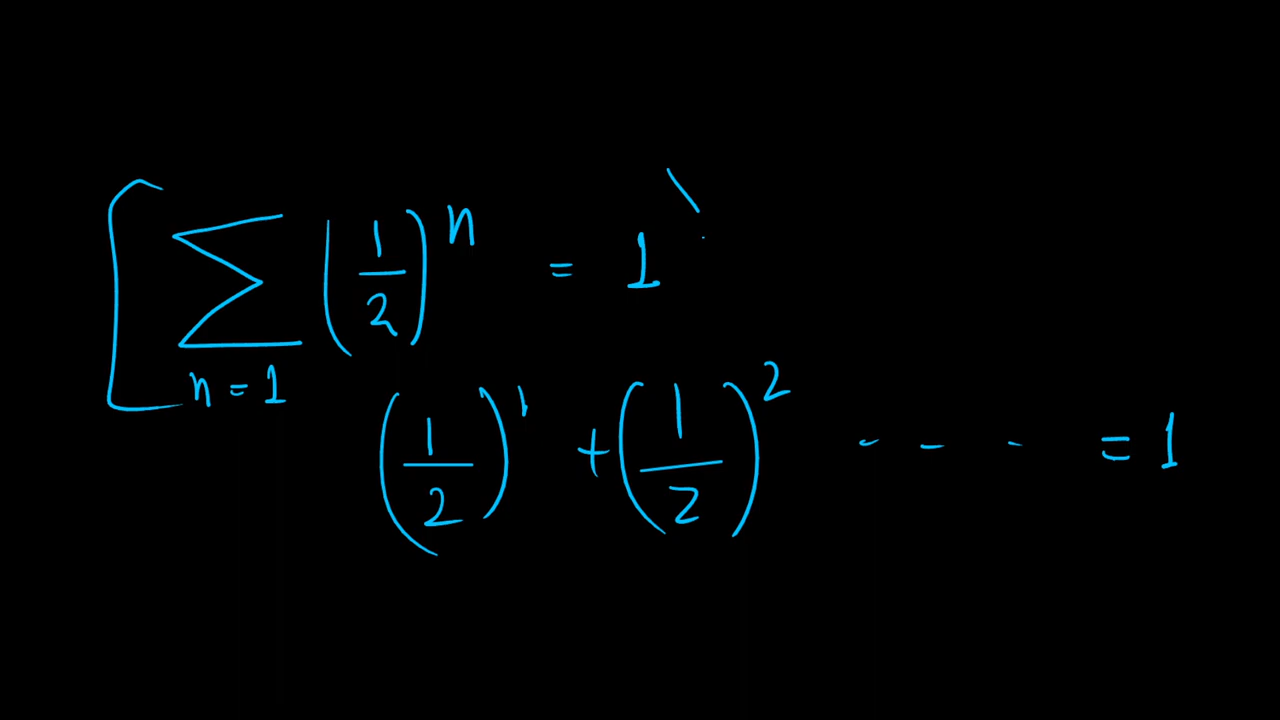 [ ∑ n=1 (1/2)^n = 1
(1/2)^1 + (1/2)^2 - - - = 1